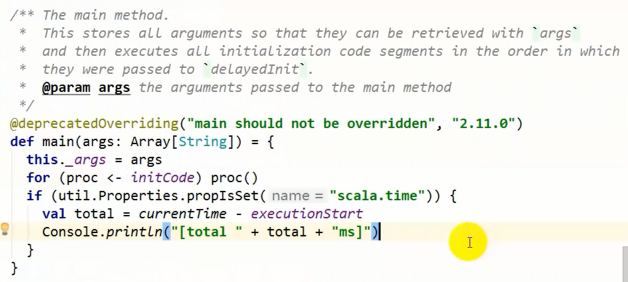 /** The main method.
 *  This stores all arguments so that they can be retrieved with `args`
 *  and then executes all initialization code segments in the order in which
 *  they were passed to `delayedInit`.
 *  @param args the arguments passed to the main method
 */
@deprecatedOverriding("main should not be overridden", "2.11.0")
def main(args: Array[String]) = {
  this._args = args
  for (proc <- initCode) proc()
  if (util.Properties.propIsSet( name = "scala.time")) {
    val total = currentTime - executionStart
    Console.println("[total " + total + "ms]")
  }
}